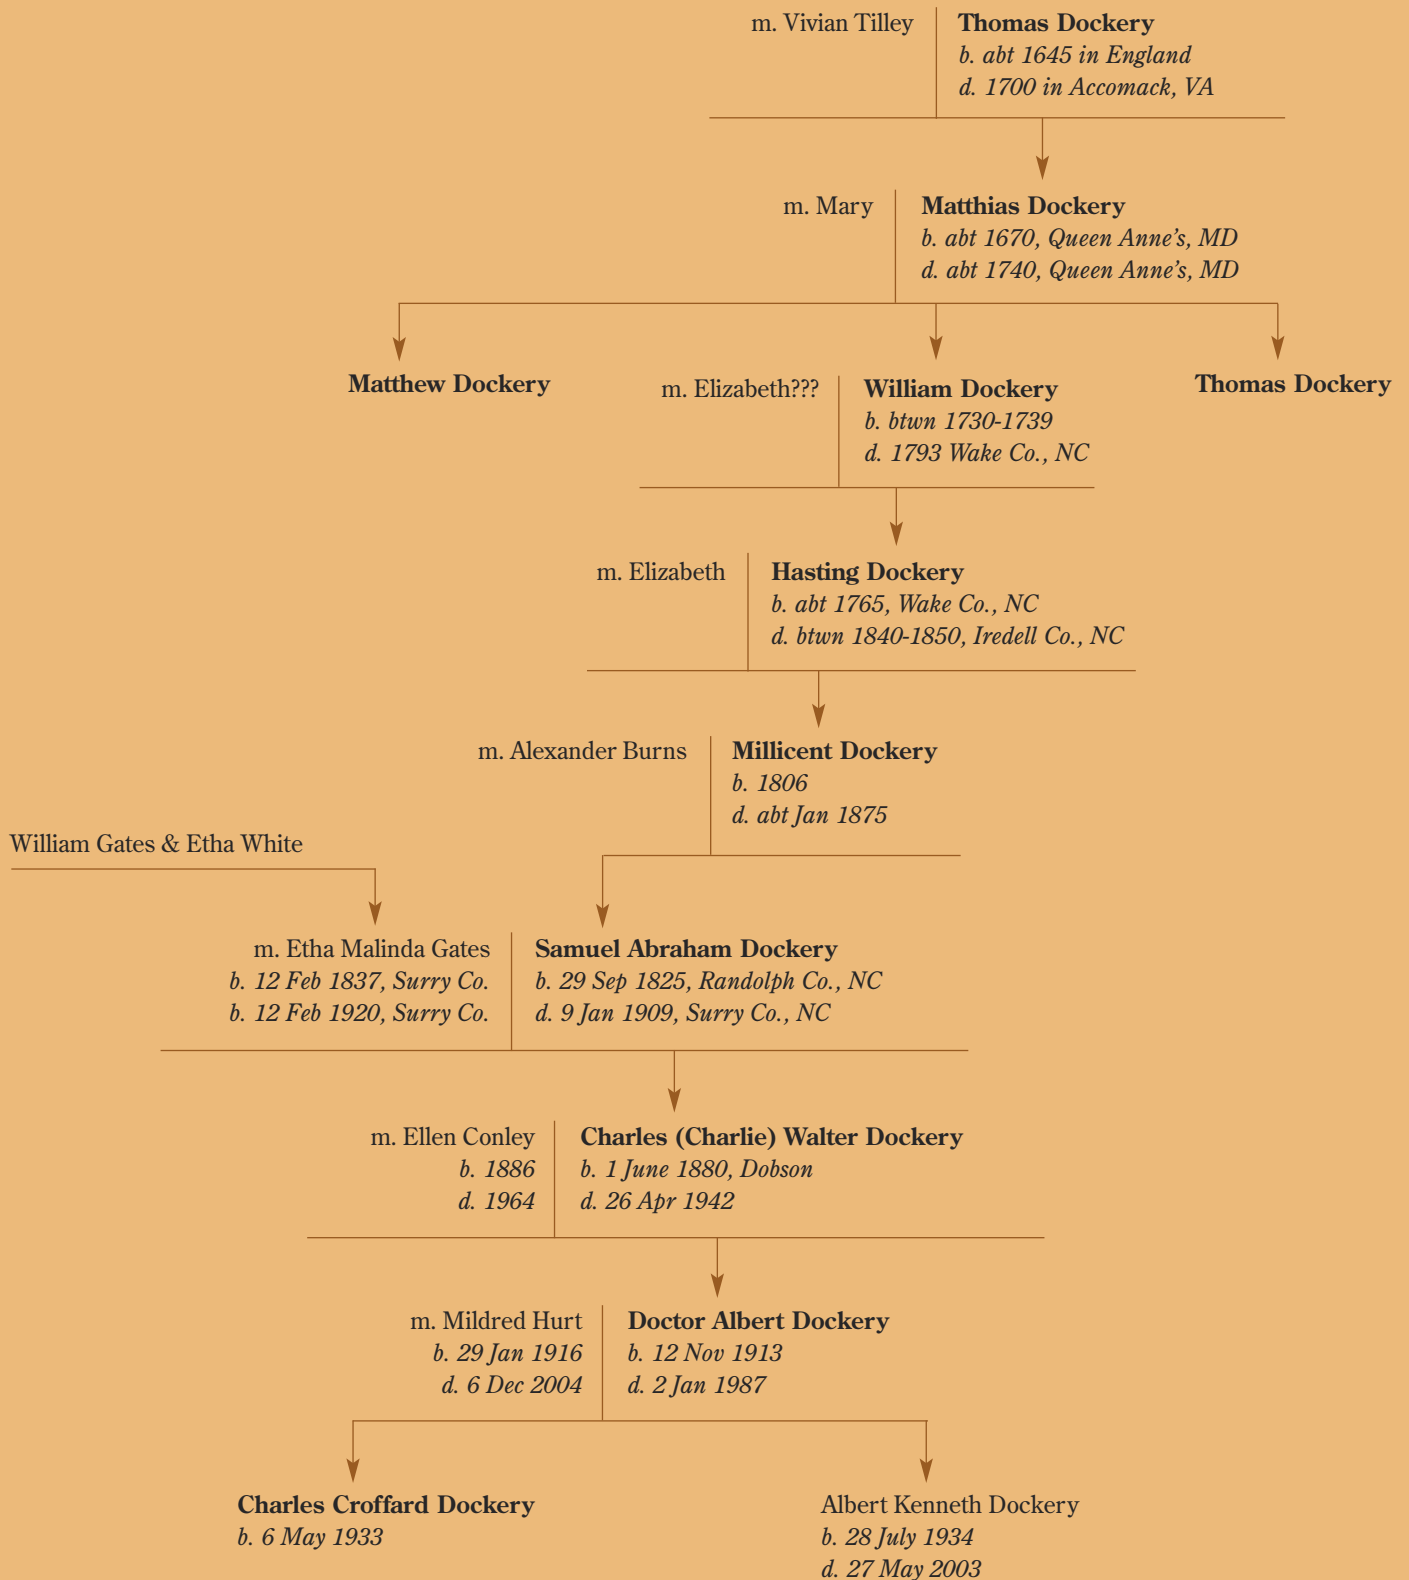 m. Vivian Tilley
Thomas Dockery
b. abt 1645 in England
d. 1700 in Accomack, VA
m. Mary
Matthias Dockery
b. abt 1670, Queen Anne’s, MD
d. abt 1740, Queen Anne’s, MD
Matthew Dockery
m. Elizabeth???
William Dockery
b. btwn 1730-1739
d. 1793 Wake Co., NC
Thomas Dockery
m. Elizabeth
Hasting Dockery
b. abt 1765, Wake Co., NC
d. btwn 1840-1850, Iredell Co., NC
m. Alexander Burns
Millicent Dockery
b. 1806
d. abt Jan 1875
William Gates & Etha White
m. Etha Malinda Gates
b. 12 Feb 1837, Surry Co.
b. 12 Feb 1920, Surry Co.
Samuel Abraham Dockery
b. 29 Sep 1825, Randolph Co., NC
d. 9 Jan 1909, Surry Co., NC
m. Ellen Conley
b. 1886
d. 1964
Charles (Charlie) Walter Dockery
b. 1 June 1880, Dobson
d. 26 Apr 1942
m. Mildred Hurt
b. 29 Jan 1916
d. 6 Dec 2004
Doctor Albert Dockery
b. 12 Nov 1913
d. 2 Jan 1987
Charles Croffard Dockery
b. 6 May 1933
Albert Kenneth Dockery
b. 28 July 1934
d. 27 May 2003